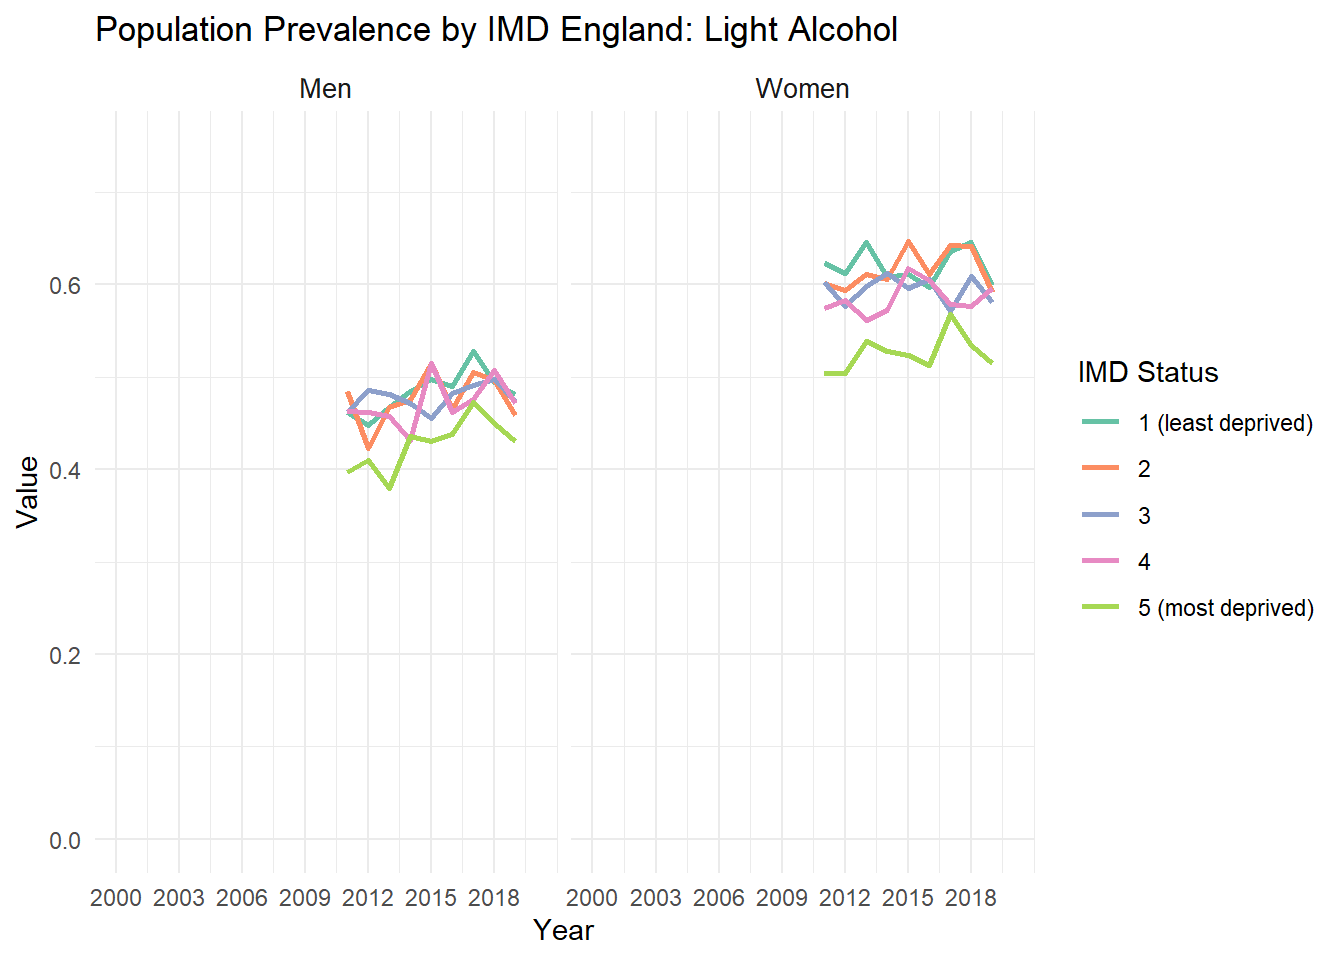 Population Prevalence by IMD England: Light Alcohol
Men
Women
0.6
0.4
0.2
0.0
Value
2000 2003 2006 2009 2012 2015 2018
2000 2003 2006 2009 2012 2015 2018
Year
IMD Status
1 (least deprived)
2
3
4
5 (most deprived)